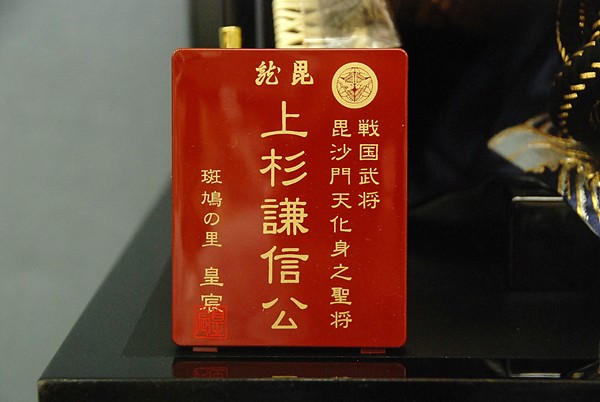 戦国武将
毘沙門天化身之聖将
毘龍
上杉謙信公
斑鳩の里 皇宸